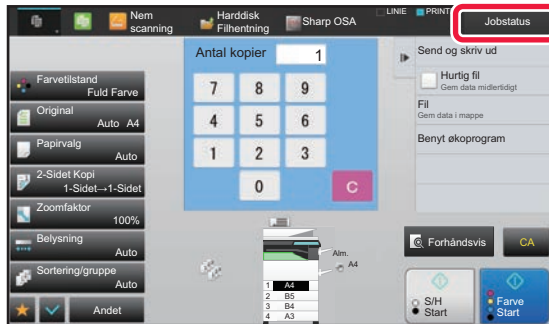 Nem
scanning
Harddisk
Filhentning
Sharp OSA
LINIE
PRINT
Jobstatus
Antal kopier
1
Send og skriv ud
Hurtig fil
Gem data midlertidigt
Fil
Gem data i mappe
Benyt økoprogram
Farvetilstand
Fuld Farve
Original
Auto A4
Papirvalg
Auto
2-Sidet Kopi
1-Sidet→1-Sidet
Zoomfaktor
100%
Belysning
Auto
Sortering/gruppe
Auto
Andet
7 8 9
4 5 6
1 2 3
0 C
Alm.
A4
1 A4
2 B5
3 B4
4 A3
Forhåndsvis
CA
S/H
Start
Farve
Start